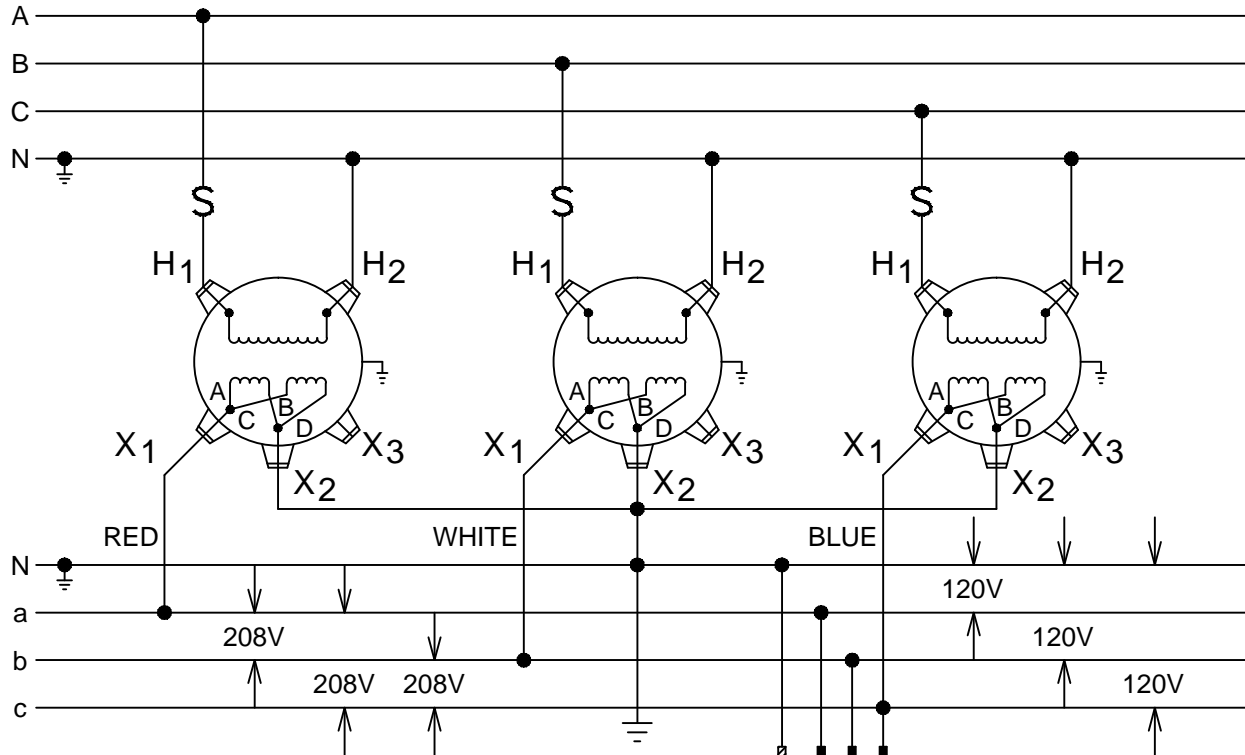 A
B
C
N
S S S
H1 H2 H1 H2 H1 H2
A B C D A B C D A B C D
X1 X2 X3 X1 X2 X3 X1 X2 X3
RED WHITE BLUE
N
120V
a
208V 120V
b
208V 208V 120V
c